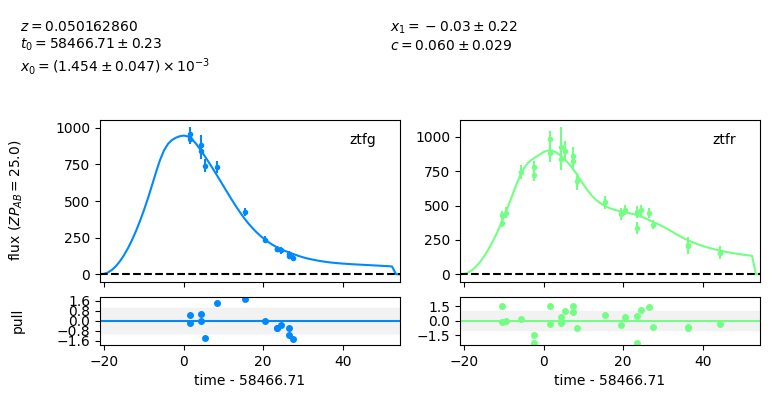 z = 0.050162860
t₀ = 58466.71 ± 0.23
x₀ = (1.454 ± 0.047) × 10⁻³
x₁ = −0.03 ± 0.22
c = 0.060 ± 0.029
flux (ZP_AB = 25.0)
1000
750
500
250
0
ztfg
1000
750
500
250
0
ztfr
pull
1.6
0.8
0.0
−0.8
−1.6
−20 0 20 40
time - 58466.71
1.5
0.0
−1.5
−20 0 20 40
time - 58466.71